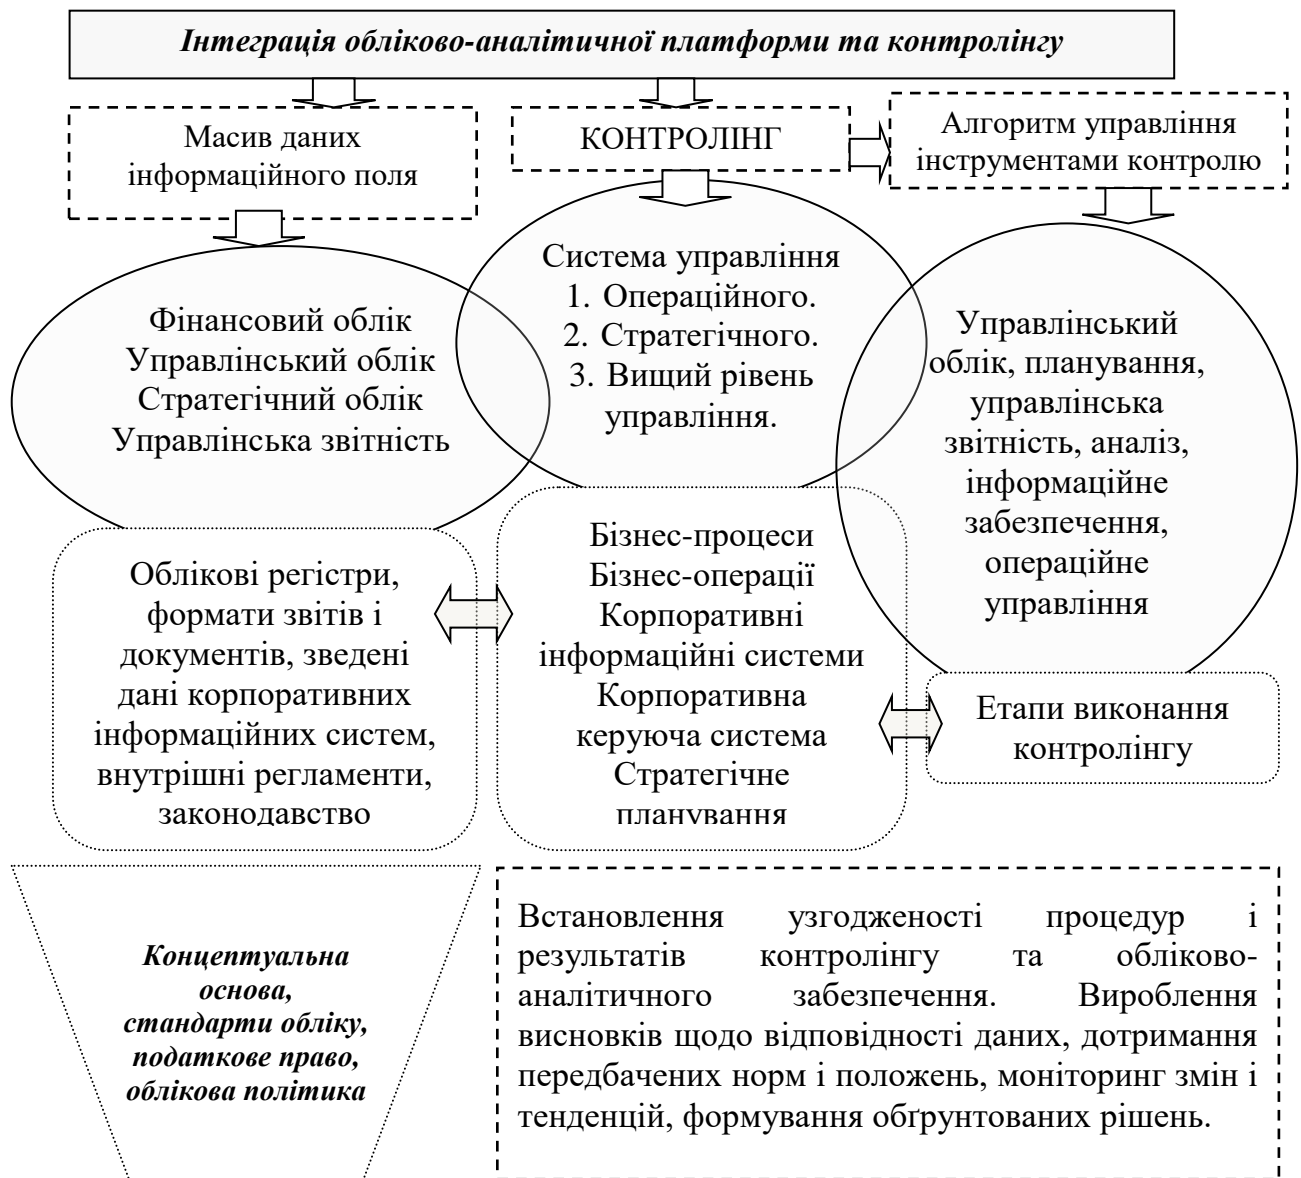 Інтеграція обліково-аналітичної платформи та контролінгу
Масив даних
інформаційного поля
КОНТРОЛІНГ
Алгоритм управління
інструментами контролю
Фінансовий облік
Управлінський облік
Стратегічний облік
Управлінська звітність
Система управління
1. Операційного.
2. Стратегічного.
3. Вищий рівень
управління.
Управлінський
облік, планування,
управлінська
звітність, аналіз,
інформаційне
забезпечення,
операційне
управління
Облікові регістри,
формати звітів і
документів, зведені
дані корпоративних
інформаційних систем,
внутрішні регламенти,
законодавство
Бізнес-процеси
Бізнес-операції
Корпоративні
інформаційні системи
Корпоративна
керуюча система
Стратегічне
планування
Етапи виконання
контролінгу
Концептуальна
основа,
стандарти обліку,
податкове право,
облікова політика
Встановлення узгодженості процедур і
результатів контролінгу та обліково-
аналітичного забезпечення. Вироблення
висновків щодо відповідності даних, дотримання
передбачених норм і положень, моніторинг змін і
тенденцій, формування обґрунтованих рішень.